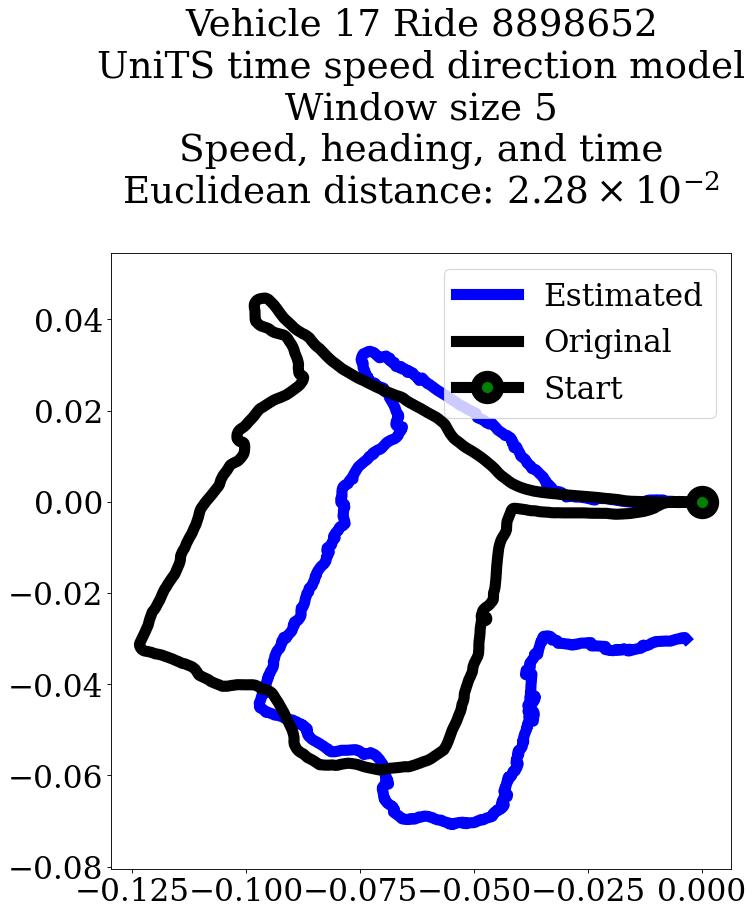 Vehicle 17 Ride 8898652
UniTS time speed direction model
Window size 5
Speed, heading, and time
Euclidean distance: 2.28 × 10⁻²
Estimated
Original
Start
0.04
0.02
0.00
−0.02
−0.04
−0.06
−0.08
−0.125 −0.100 −0.075 −0.050 −0.025 0.000